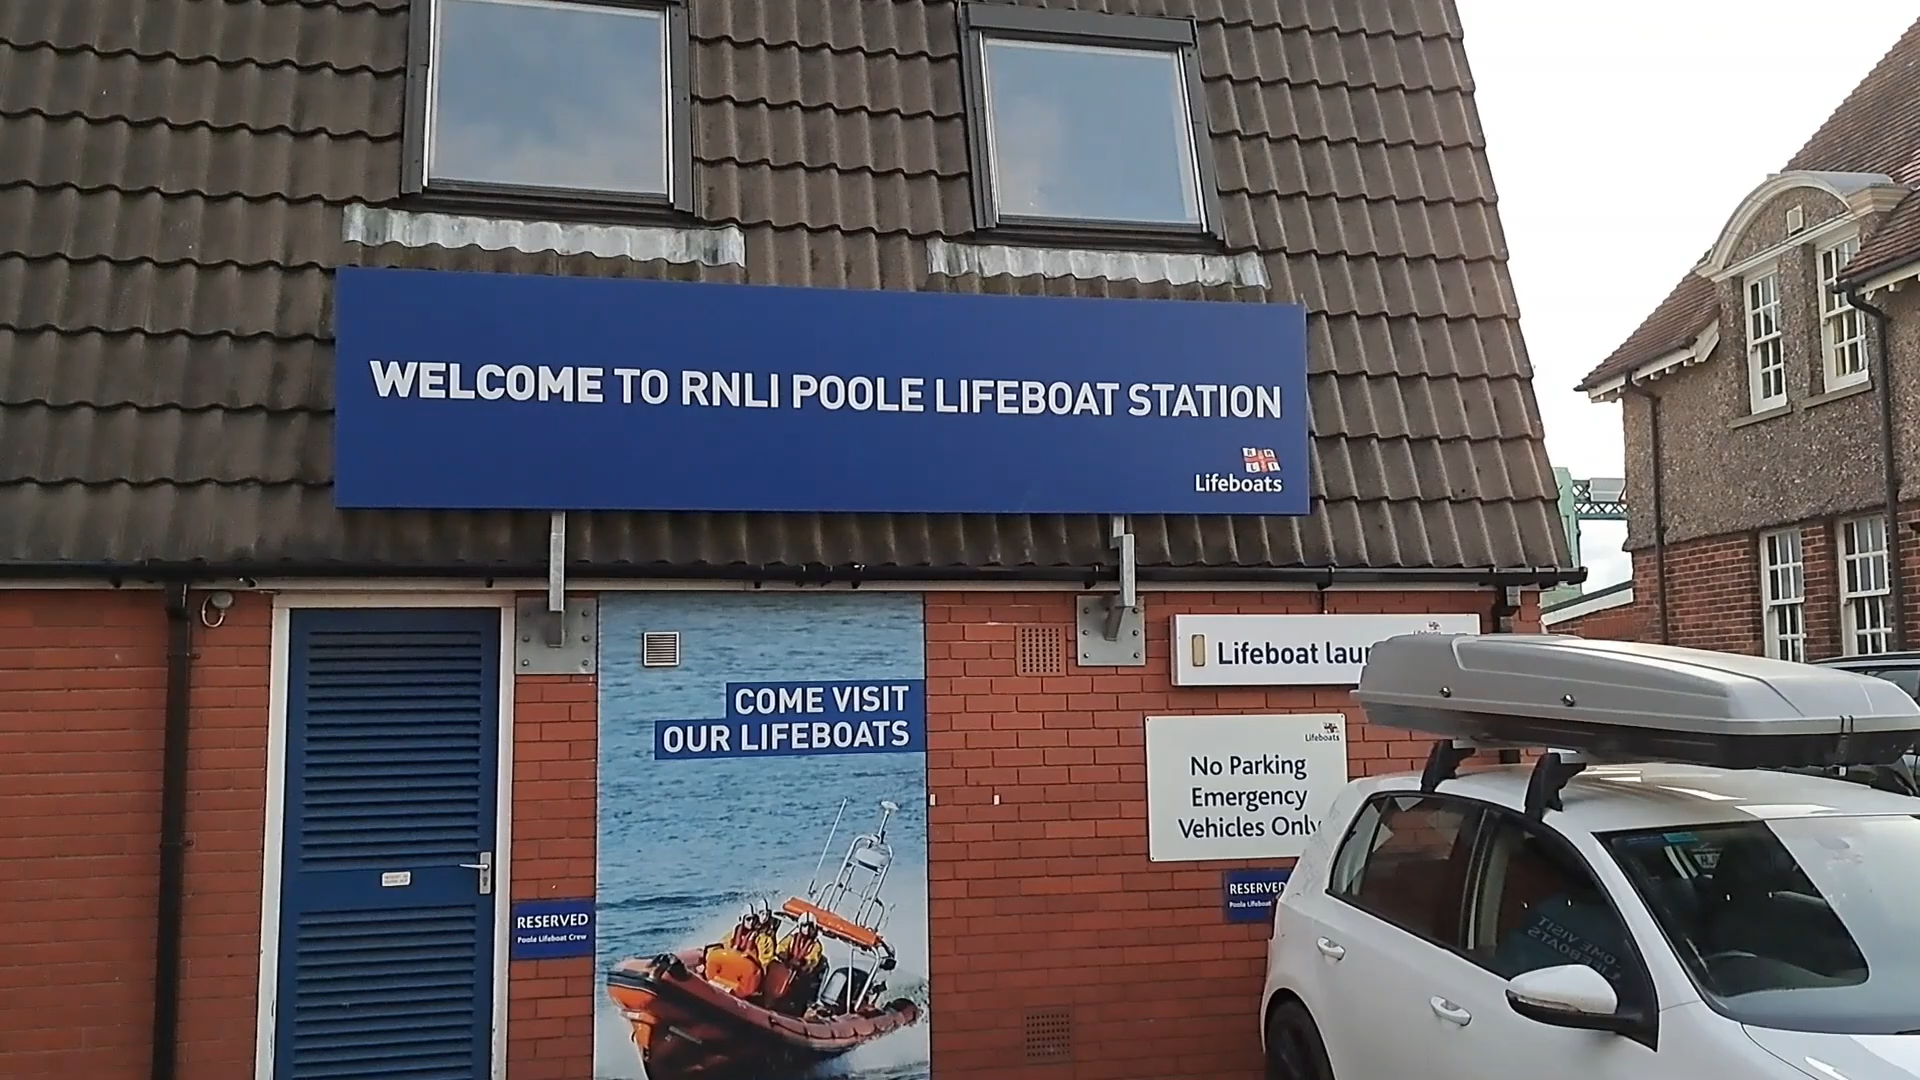 WELCOME TO RNLI POOLE LIFEBOAT STATION
RNLI
Lifeboats
COME VISIT
OUR LIFEBOATS
Lifeboat lau
Lifeboats
No Parking
Emergency
Vehicles Only
RESERVED
Poole Lifeboat Crew
RESERVED
Poole Lifeboat